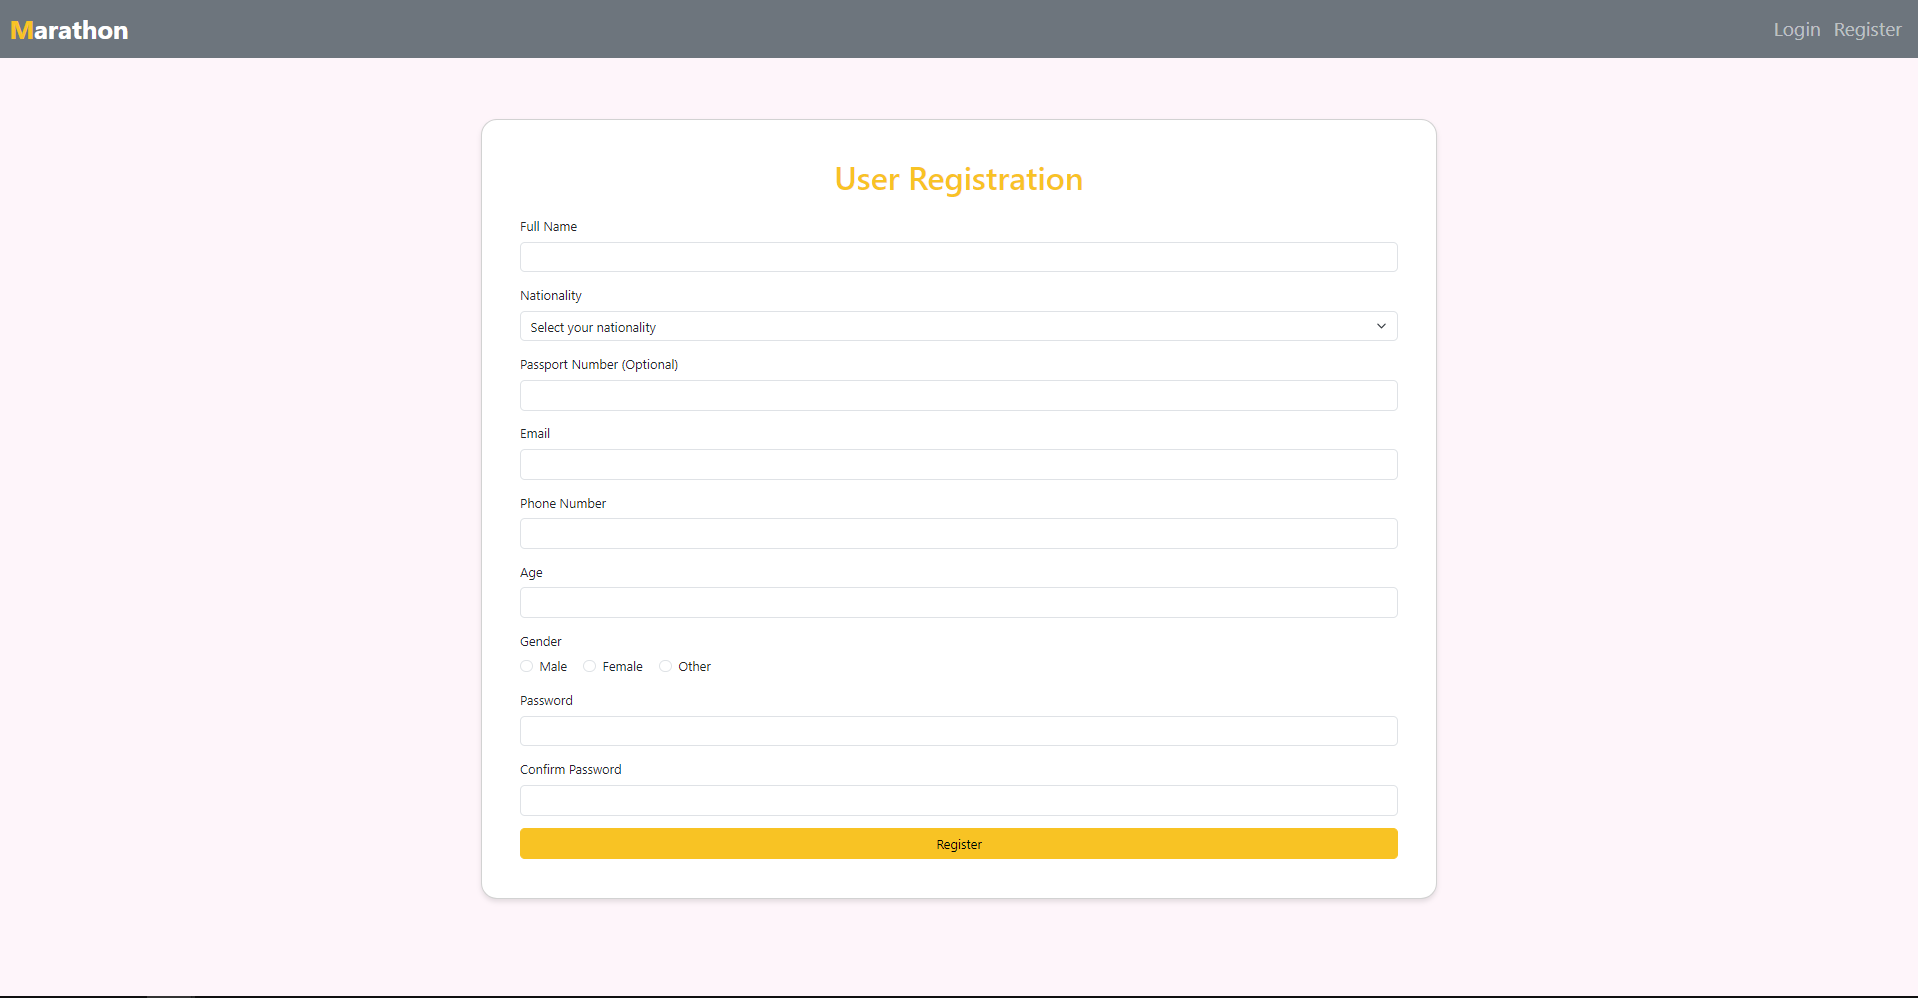 Marathon
Login Register
User Registration
Full Name
Nationality
Select your nationality
Passport Number (Optional)
Email
Phone Number
Age
Gender
Male Female Other
Password
Confirm Password
Register